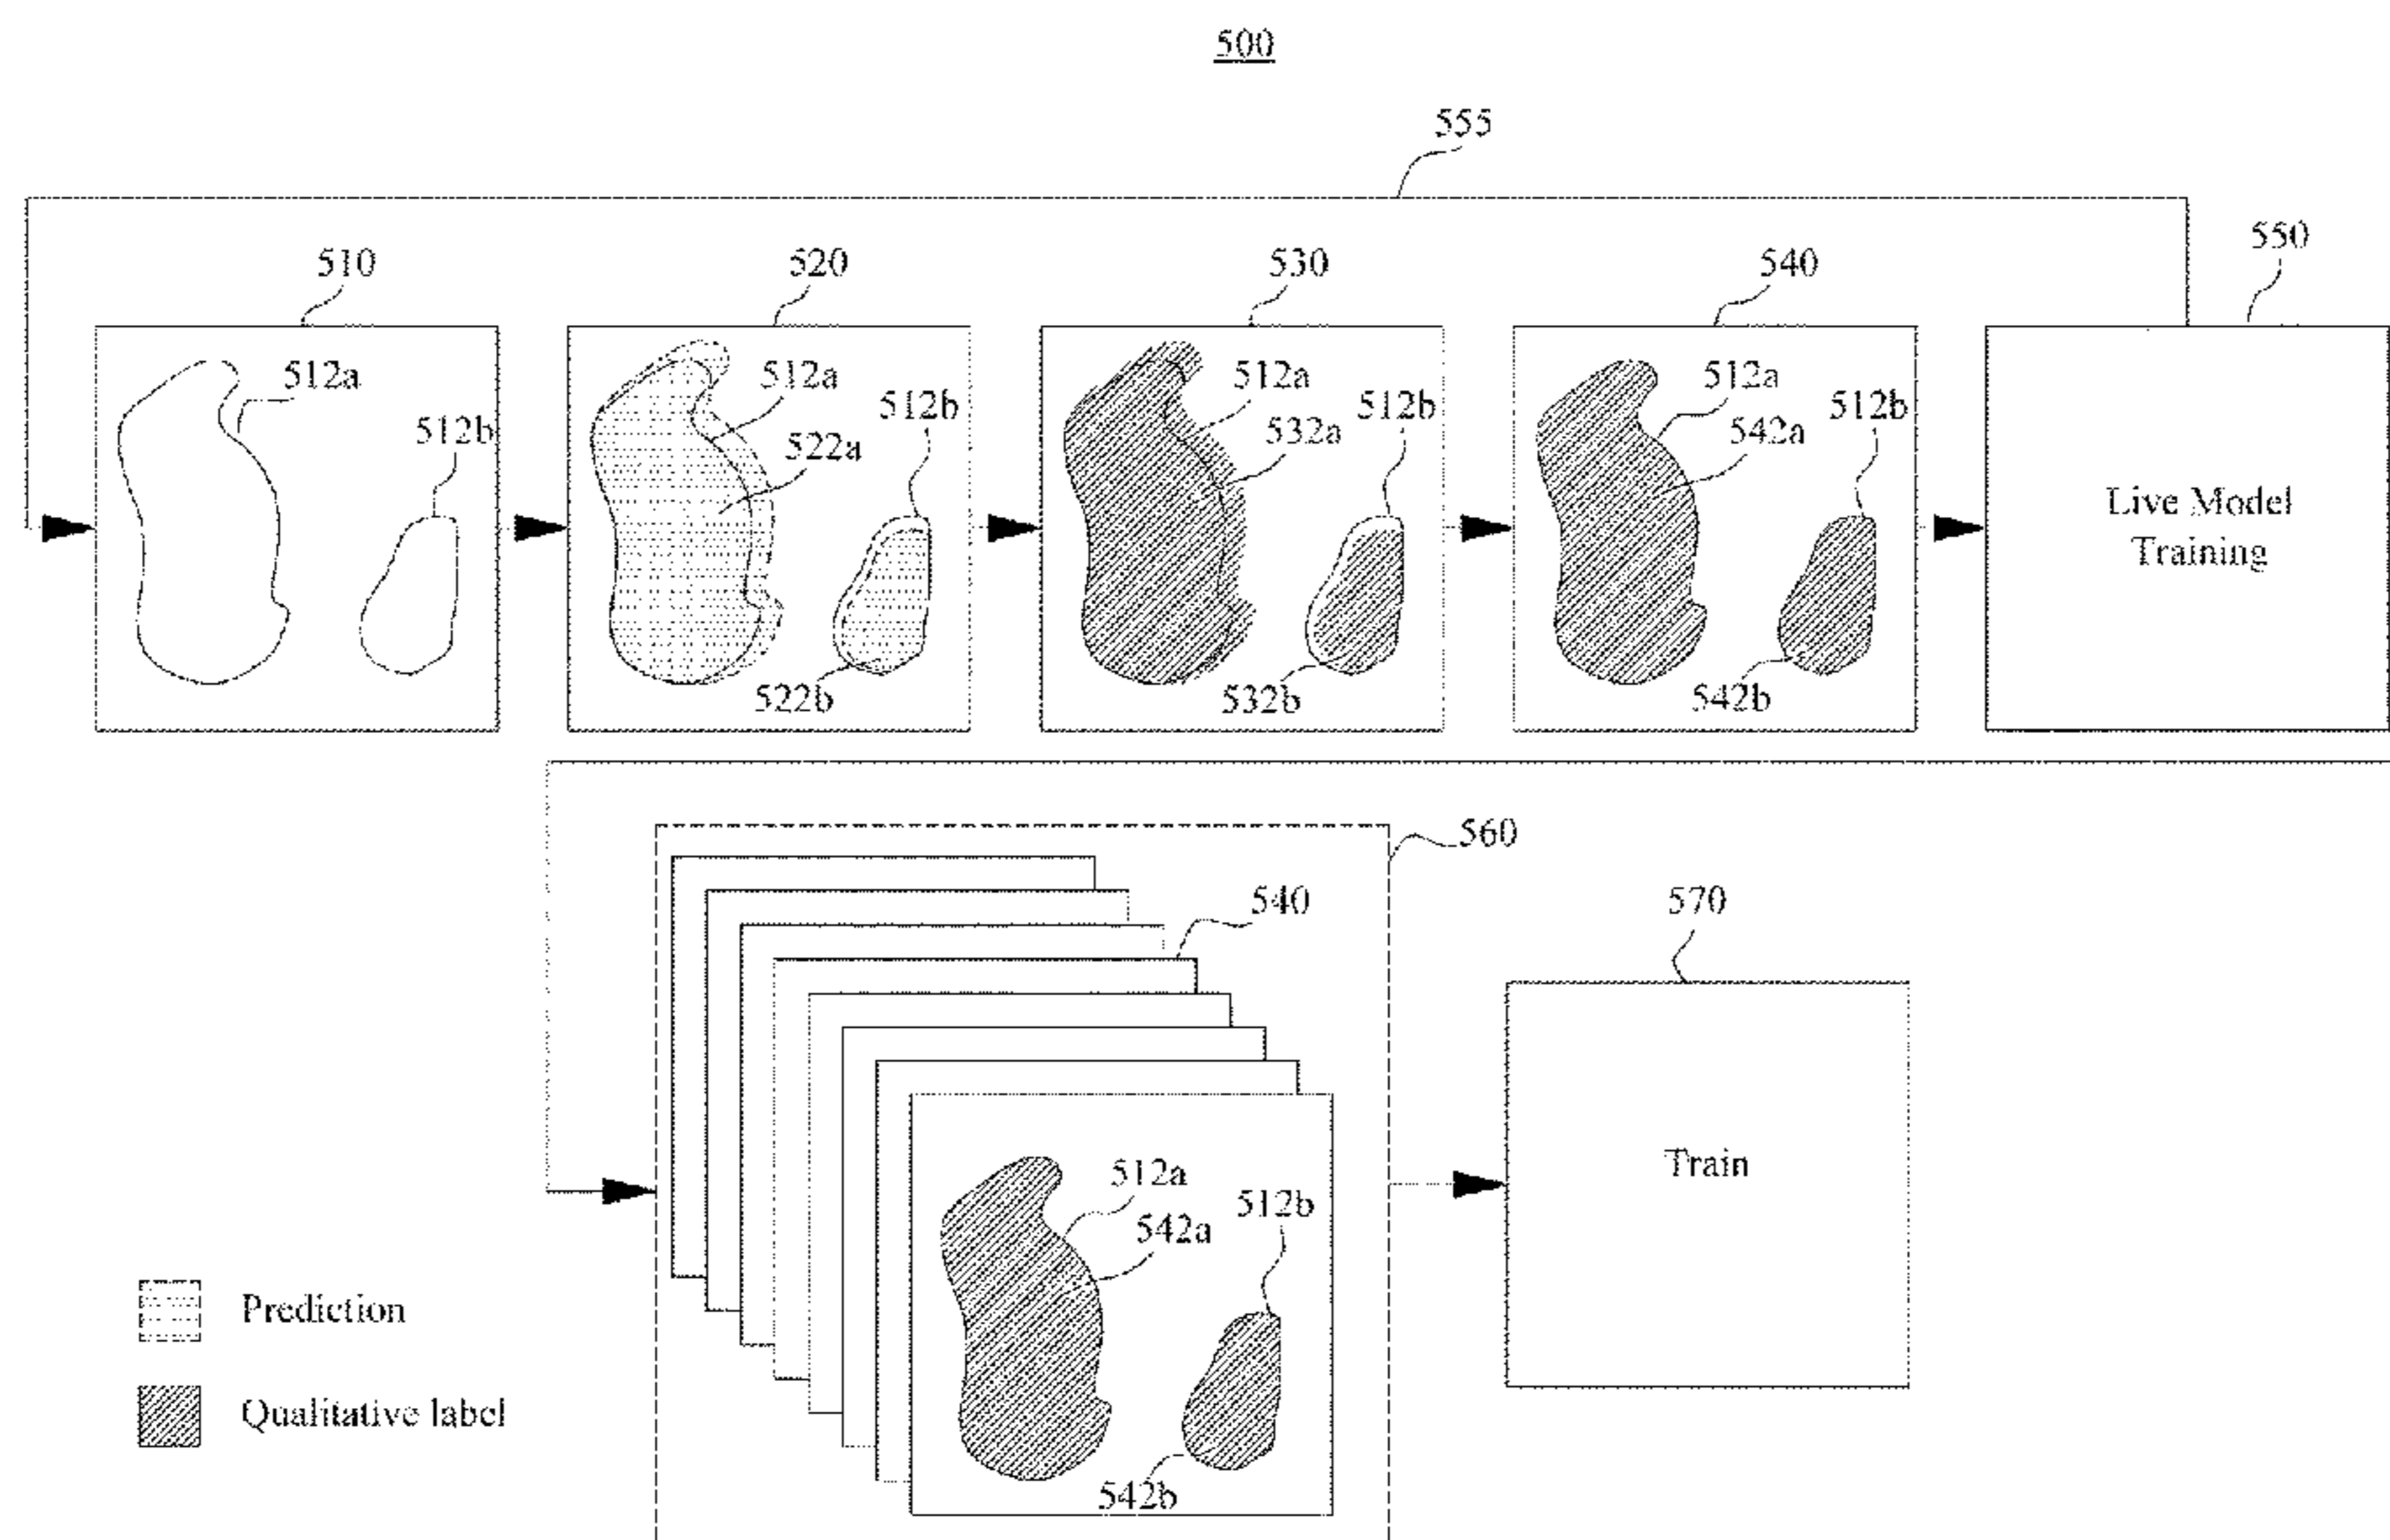 500
555
510
520
530
540
550
512a
512b
512a
522a
512b
522b
512a
532a
512b
532b
512a
542a
512b
542b
Live Model
Training
560
540
570
512a
542a
512b
542b
Train
Prediction
Qualitative label